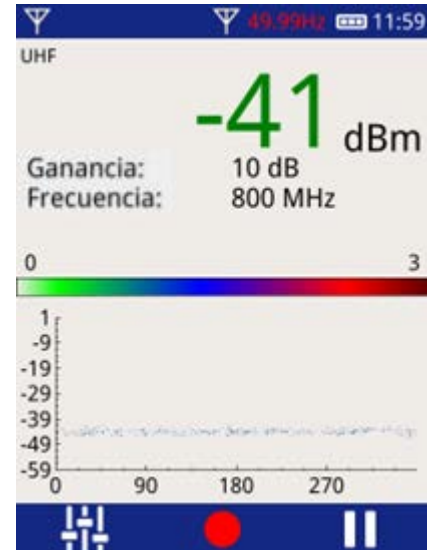 49.99Hz 11:59
UHF
-41 dBm
Ganancia: 10 dB
Frecuencia: 800 MHz
0 3
1
-9
-19
-29
-39
-49
-59
0 90 180 270